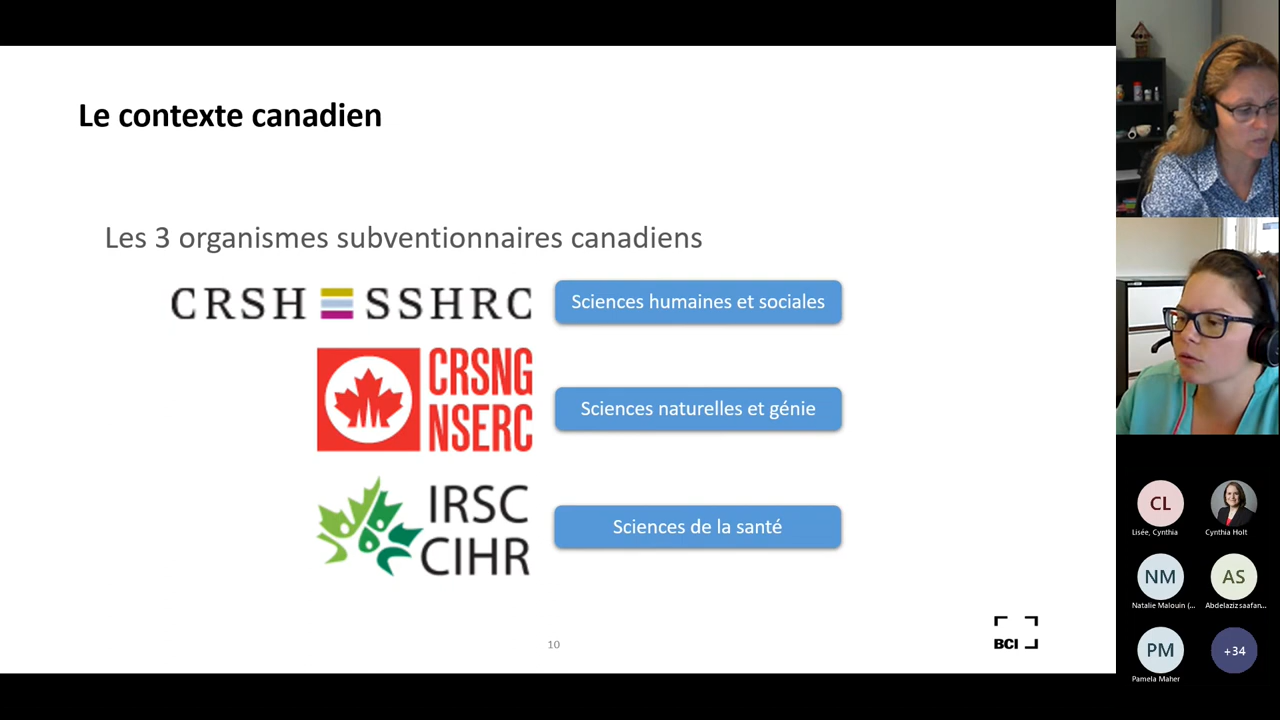 Le contexte canadien
Les 3 organismes subventionnaires canadiens
CRSH SSHRC
Sciences humaines et sociales
CRSNG
NSERC
Sciences naturelles et génie
IRSC
CIHR
Sciences de la santé
10
BCI
CL
Lisée, Cynthia
Cynthia Holt
NM
Natalie Malouin (...
AS
Abdelaziz saafan...
PM
Pamela Maher
+34